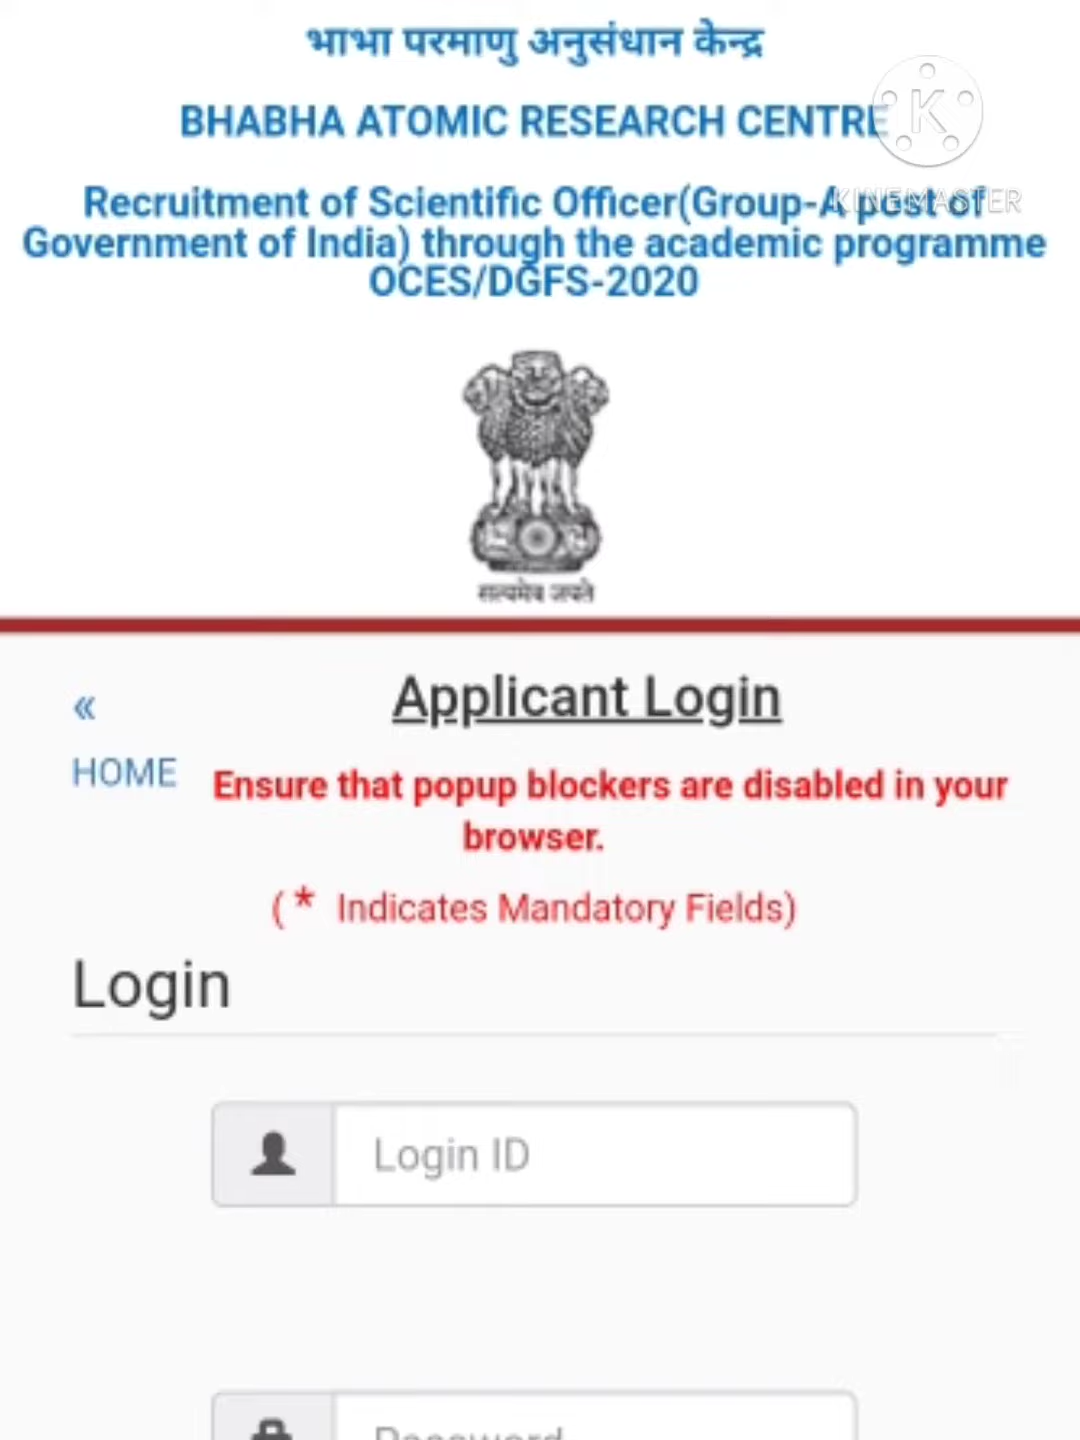 भाभा परमाणु अनुसंधान केन्द्र
BHABHA ATOMIC RESEARCH CENTRE
Recruitment of Scientific Officer(Group-A post of
Government of India) through the academic programme
OCES/DGFS-2020
K
KINEMASTER
सत्यमेव जयते
«
Applicant Login
HOME
Ensure that popup blockers are disabled in your
browser.
( * Indicates Mandatory Fields)
Login
Login ID
Password